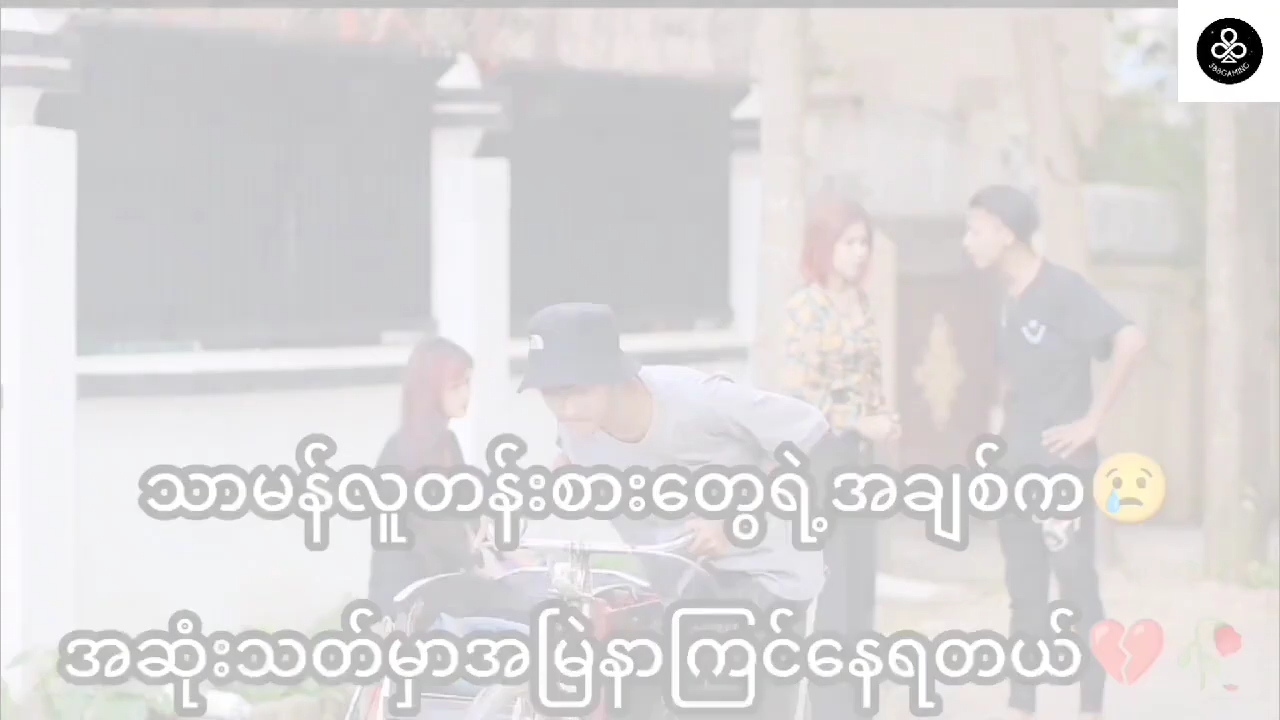 J88GAMING
သာမန်လူတန်းစားတွေရဲ့အချစ်က😢
အဆုံးသတ်မှာအမြဲနာကြင်နေရတယ်💔🥀